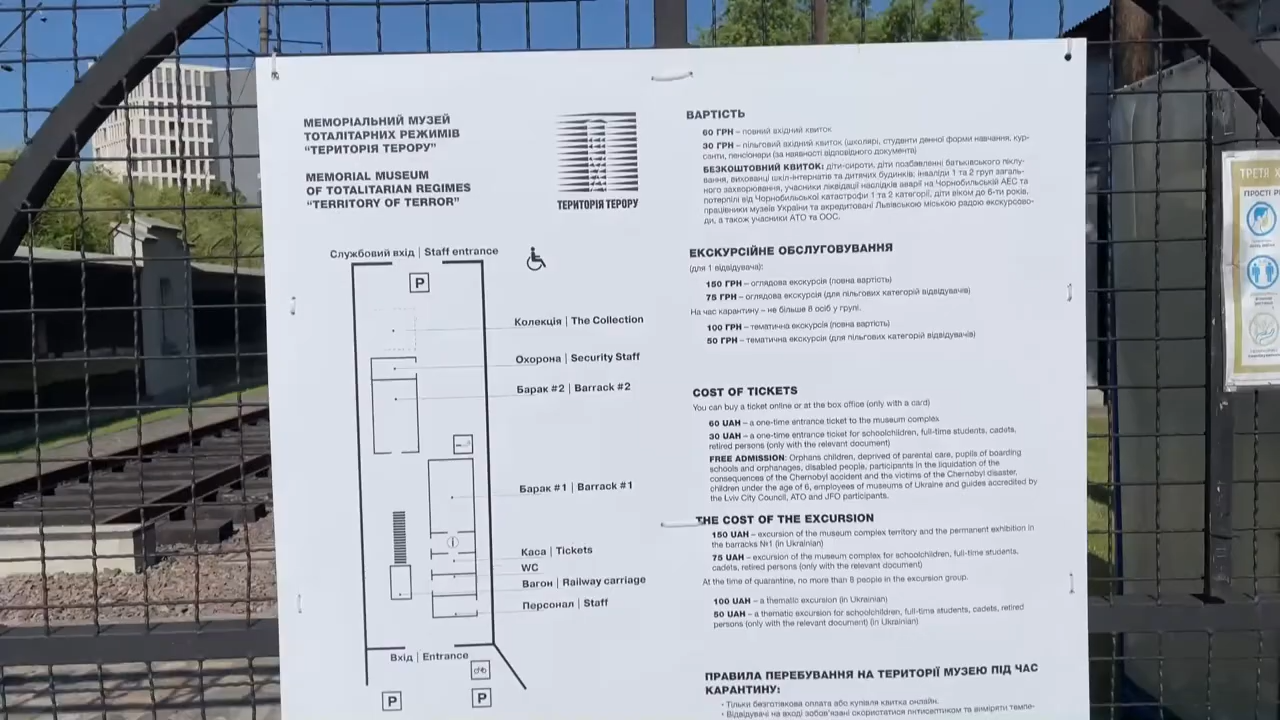 МЕМОРІАЛЬНИЙ МУЗЕЙ
ТОТАЛІТАРНИХ РЕЖИМІВ
“ТЕРИТОРІЯ ТЕРОРУ”
MEMORIAL MUSEUM
OF TOTALITARIAN REGIMES
“TERRITORY OF TERROR”
ТЕРИТОРІЯ ТЕРОРУ
Службовий вхід | Staff entrance
P
Колекція | The Collection
Охорона | Security Staff
Барак #2 | Barrack #2
Барак #1 | Barrack #1
Каса | Tickets
WC
Вагон | Railway carriage
Персонал | Staff
Вхід | Entrance
P
P
ВАРТІСТЬ
60 ГРН – повний вхідний квиток
30 ГРН – пільговий вхідний квиток (школярі, студенти денної форми навчання, кур-
санти, пенсіонери (за наявності відповідного документа)
БЕЗКОШТОВНИЙ КВИТОК: діти-сироти, діти позбавленні батьківського піклу-
вання, вихованці шкіл-інтернатів та дитячих будинків, інваліди 1 та 2 груп загаль-
ного захворювання, учасники ліквідації наслідків аварії на Чорнобильській АЕС та
потерпілі від Чорнобильської катастрофи 1 та 2 категорії, діти віком до 6-ти років,
працівники музеїв України та акредитовані Львівською міською радою екскурсово-
ди, а також учасники АТО та ООС.
ЕКСКУРСІЙНЕ ОБСЛУГОВУВАННЯ
(для 1 відвідувача):
150 ГРН – оглядова екскурсія (повна вартість)
75 ГРН – оглядова екскурсія (для пільгових категорій відвідувачів)
На час карантину – не більше 8 осіб у групі.
100 ГРН – тематична екскурсія (повна вартість)
50 ГРН – тематична екскурсія (для пільгових категорій відвідувачів)
COST OF TICKETS
You can buy a ticket online or at the box office (only with a card)
60 UAH – a one-time entrance ticket to the museum complex
30 UAH – a one-time entrance ticket for schoolchildren, full-time students, cadets,
retired persons (only with the relevant document)
FREE ADMISSION: Orphans children, deprived of parental care, pupils of boarding
schools and orphanages, disabled people, participants in the liquidation of the
consequences of the Chernobyl accident and the victims of the Chernobyl disaster,
children under the age of 6, employees of museums of Ukraine and guides accredited by
the Lviv City Council, ATO and JFO participants.
THE COST OF THE EXCURSION
150 UAH – excursion of the museum complex territory and the permanent exhibition in
the barracks №1 (in Ukrainian)
75 UAH – excursion of the museum complex for schoolchildren, full-time students,
cadets, retired persons (only with the relevant document)
At the time of quarantine, no more than 8 people in the excursion group.
100 UAH – a thematic excursion (in Ukrainian)
50 UAH – a thematic excursion for schoolchildren, full-time students, cadets, retired
persons (only with the relevant document) (in Ukrainian)
ПРАВИЛА ПЕРЕБУВАННЯ НА ТЕРИТОРІЇ МУЗЕЮ ПІД ЧАС
КАРАНТИНУ:
• Тільки безготівкова оплата або купівля квитка онлайн.
• Відвідувачі на вході зобов'язані скористатися антисептиком та виміряти темпе-
ТРЕТЯ
ПРОСТІ